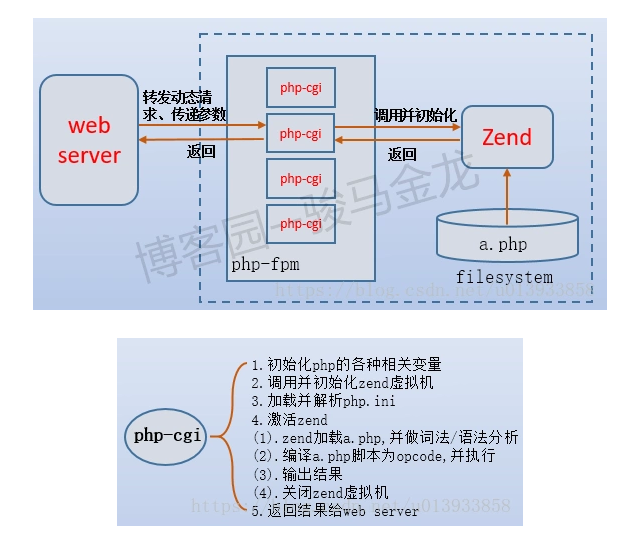 web
server
转发动态请
求、传递参数
返回
php-cgi
php-cgi
php-cgi
php-cgi
php-fpm
调用并初始化
返回
Zend
a.php
filesystem
博客园—骏马金龙
https://blog.csdn.net/u013933858
php-cgi
1.初始化php的各种相关变量
2.调用并初始化zend虚拟机
3.加载并解析php.ini
4.激活zend
(1).zend加载a.php,并做词法/语法分析
(2).编译a.php脚本为opcode,并执行
(3).输出结果
(4).关闭zend虚拟机
5.返回结果给web server